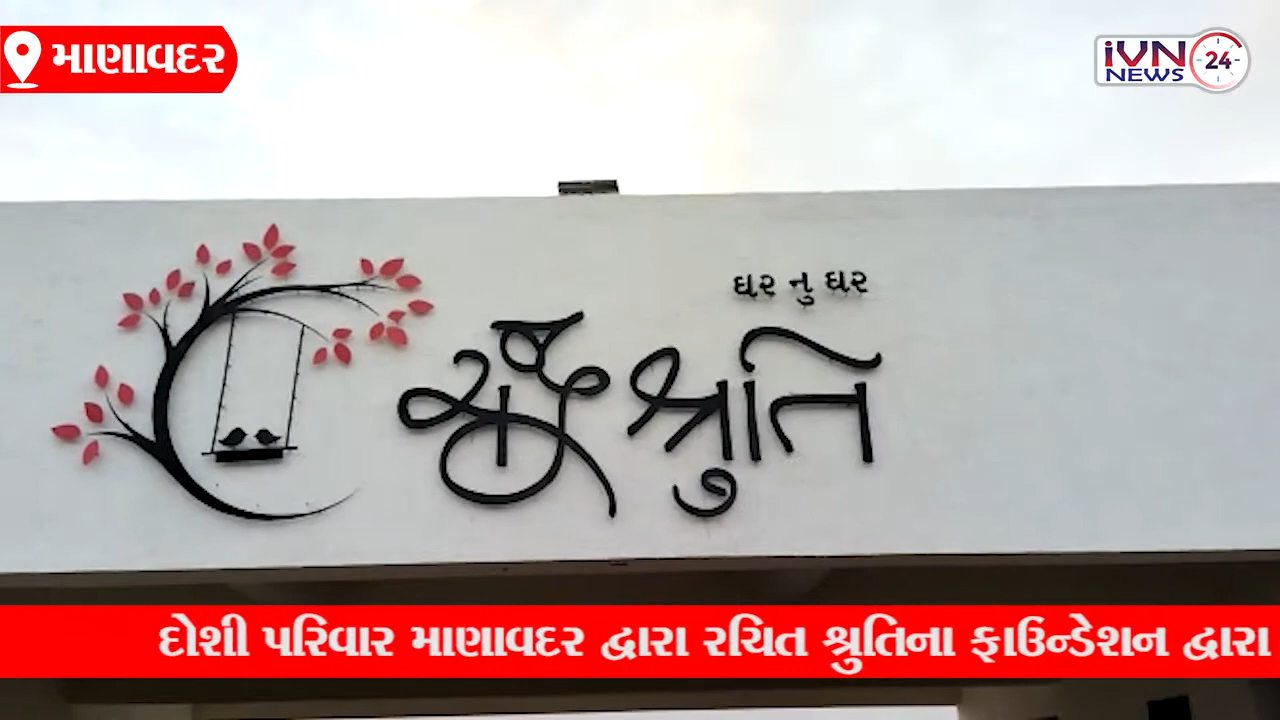 માણાવદર
iVN
NEWS 24
ઘર નુ ઘર
શ્રુતિ
દોશી પરિવાર માણાવદર દ્વારા રચિત શ્રુતિના ફાઉન્ડેશન દ્વારા